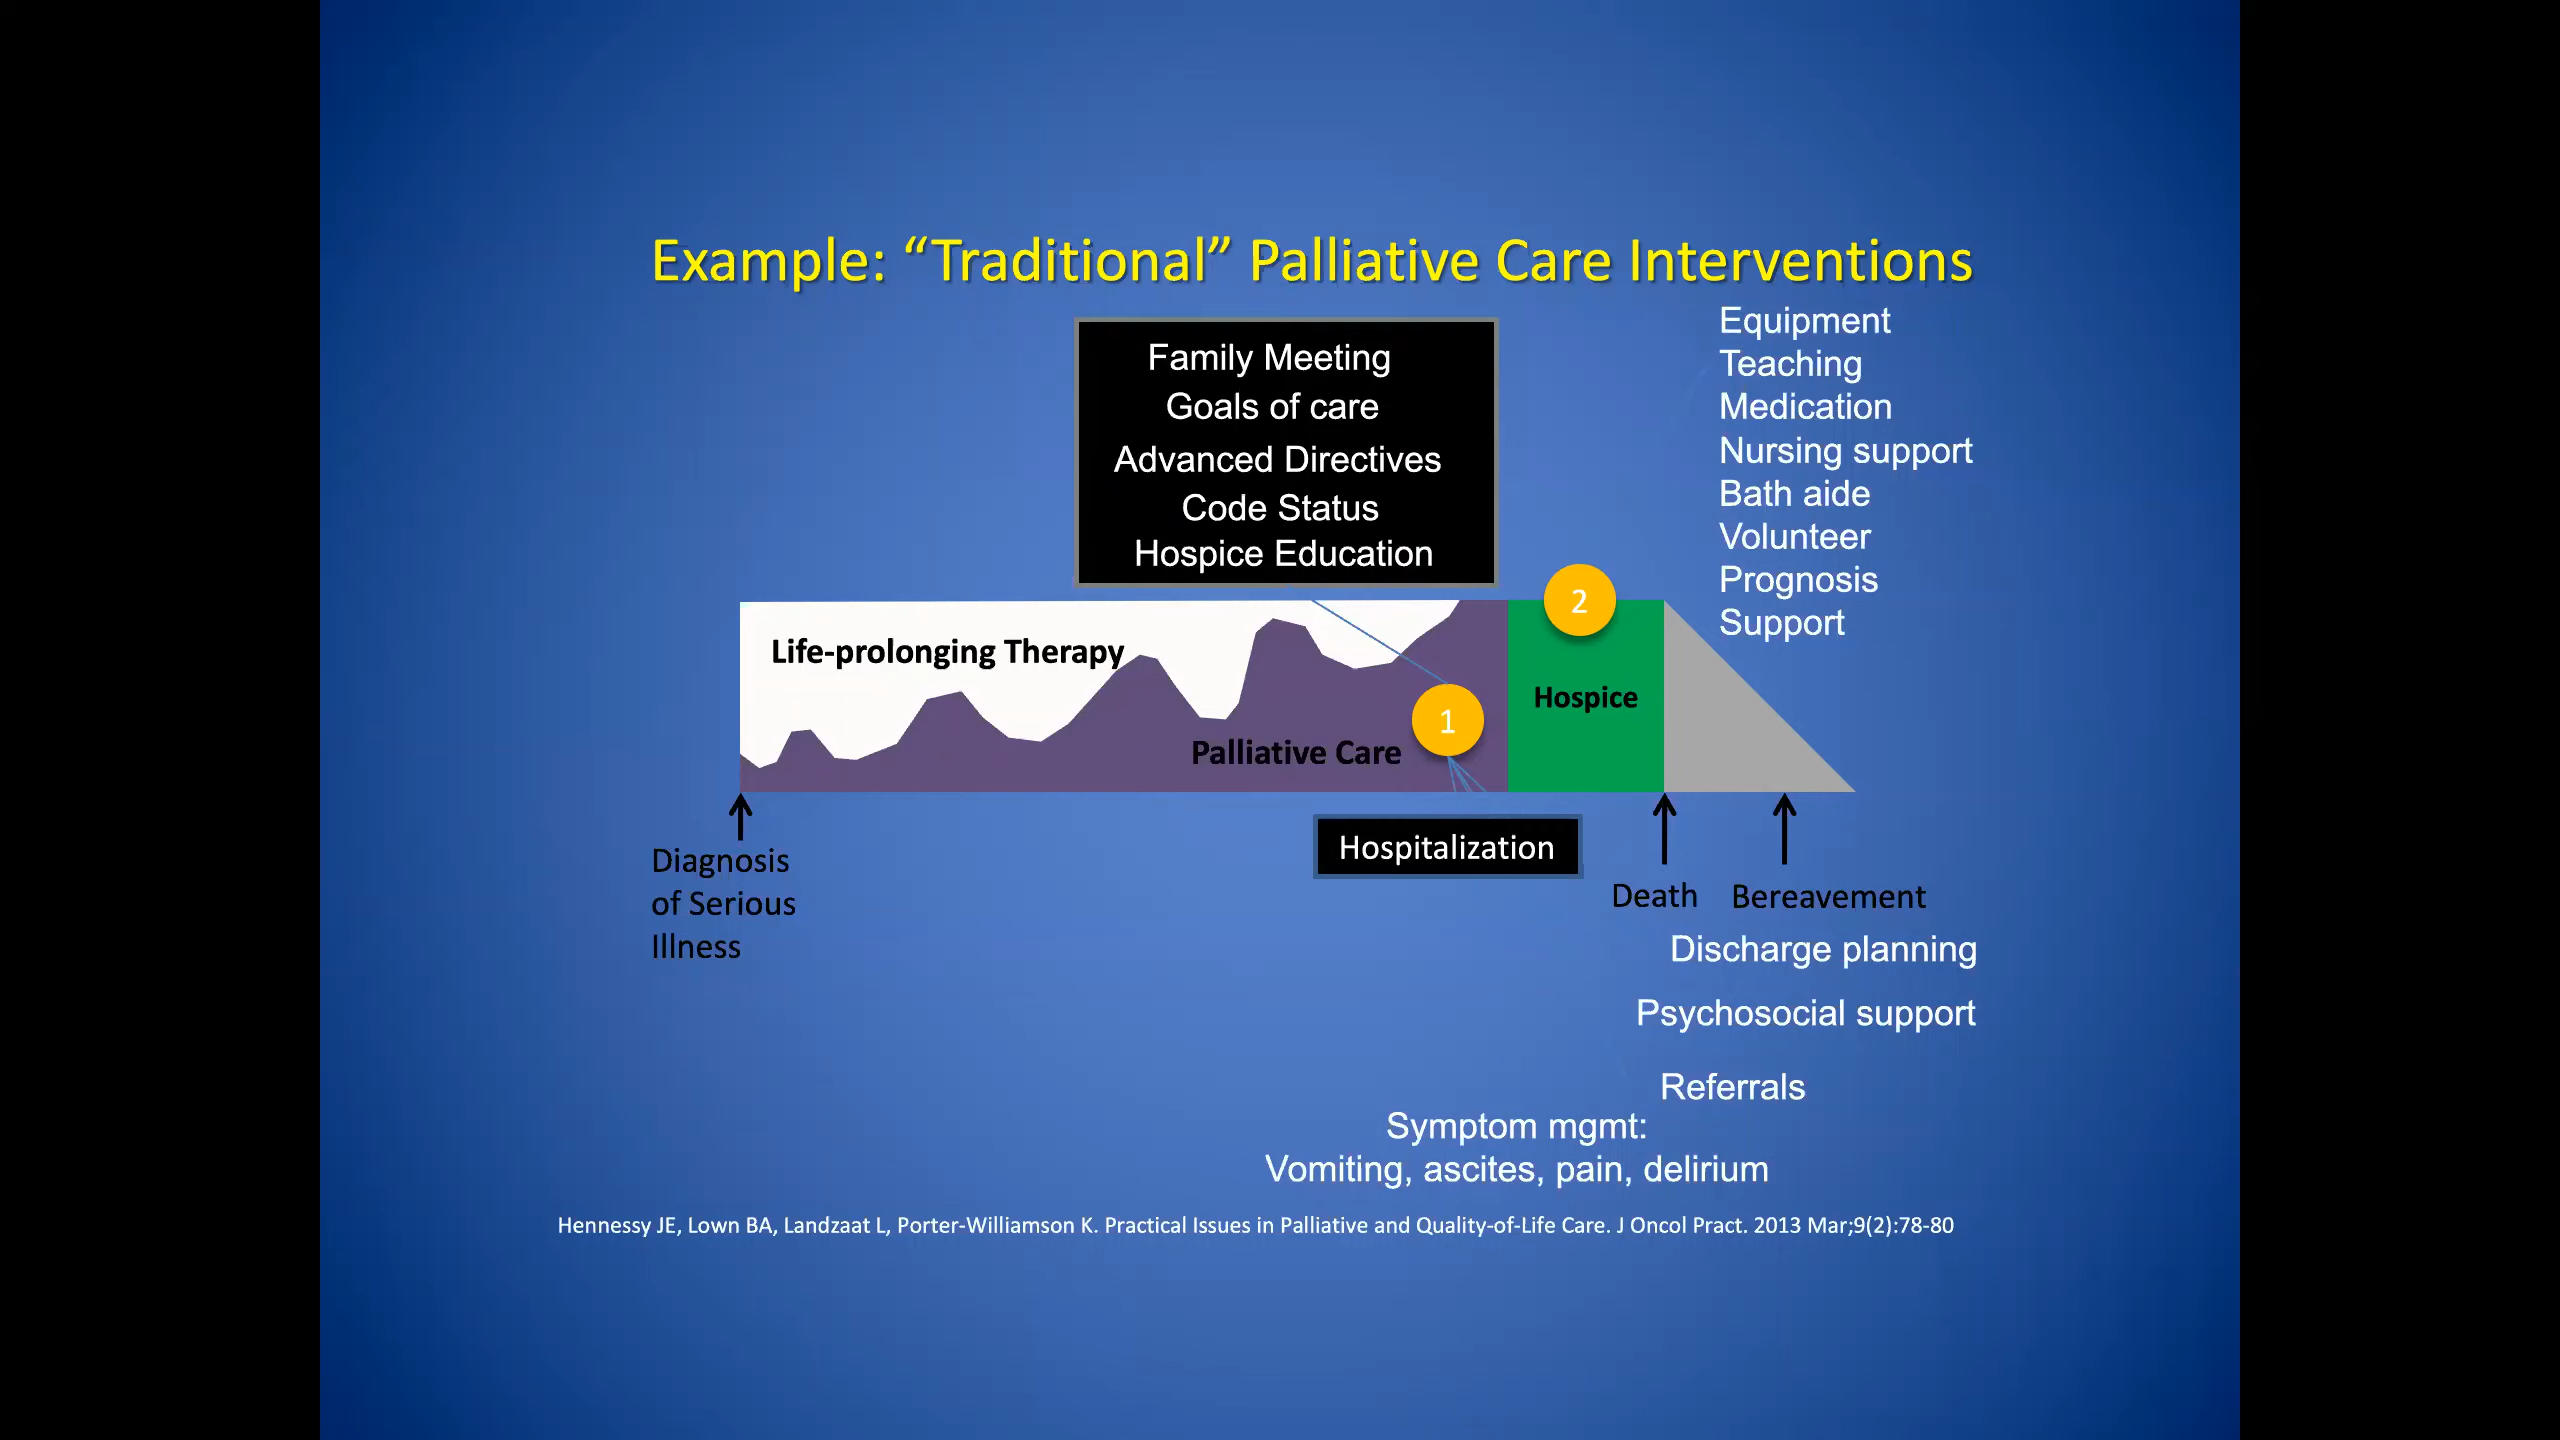 Example: “Traditional” Palliative Care Interventions
Family Meeting
Goals of care
Advanced Directives
Code Status
Hospice Education
Equipment
Teaching
Medication
Nursing support
Bath aide
Volunteer
Prognosis
Support
Life-prolonging Therapy
Palliative Care
1
2
Hospice
Hospitalization
Diagnosis
of Serious
Illness
Death
Bereavement
Discharge planning
Psychosocial support
Referrals
Symptom mgmt:
Vomiting, ascites, pain, delirium
Hennessy JE, Lown BA, Landzaat L, Porter-Williamson K. Practical Issues in Palliative and Quality-of-Life Care. J Oncol Pract. 2013 Mar;9(2):78-80